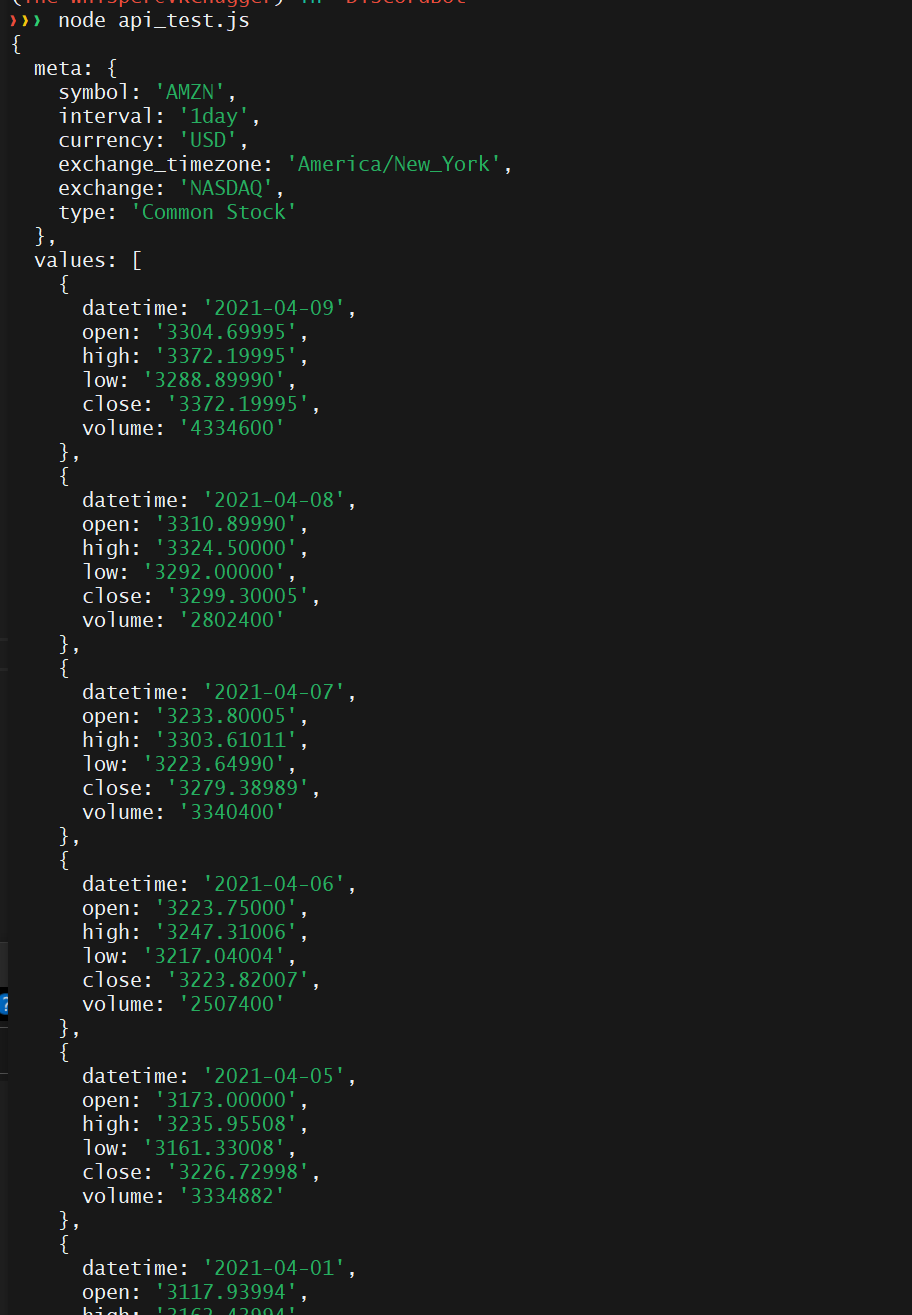 ❯❯❯ node api_test.js
{
meta: {
symbol: 'AMZN',
interval: '1day',
currency: 'USD',
exchange_timezone: 'America/New_York',
exchange: 'NASDAQ',
type: 'Common Stock'
},
values: [
{
datetime: '2021-04-09',
open: '3304.69995',
high: '3372.19995',
low: '3288.89990',
close: '3372.19995',
volume: '4334600'
},
{
datetime: '2021-04-08',
open: '3310.89990',
high: '3324.50000',
low: '3292.00000',
close: '3299.30005',
volume: '2802400'
},
{
datetime: '2021-04-07',
open: '3233.80005',
high: '3303.61011',
low: '3223.64990',
close: '3279.38989',
volume: '3340400'
},
{
datetime: '2021-04-06',
open: '3223.75000',
high: '3247.31006',
low: '3217.04004',
close: '3223.82007',
volume: '2507400'
},
{
datetime: '2021-04-05',
open: '3173.00000',
high: '3235.95508',
low: '3161.33008',
close: '3226.72998',
volume: '3334882'
},
{
datetime: '2021-04-01',
open: '3117.93994',